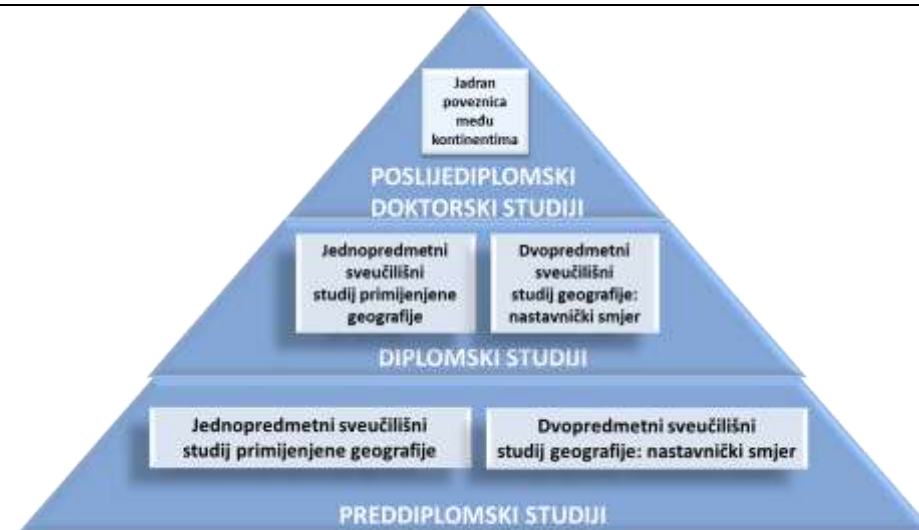 Jadran
poveznica
među
kontinentima
POSLIJEDIPLOMSKI
DOKTORSKI STUDIJI
Jednopredmetni
sveučilišni
studij primijenjene
geografije
Dvopredmetni
sveučilišni
studij geografije:
nastavnički smjer
DIPLOMSKI STUDIJI
Jednopredmetni sveučilišni
studij primijenjene geografije
Dvopredmetni sveučilišni
studij geografije: nastavnički smjer
PREDDIPLOMSKI STUDIJI